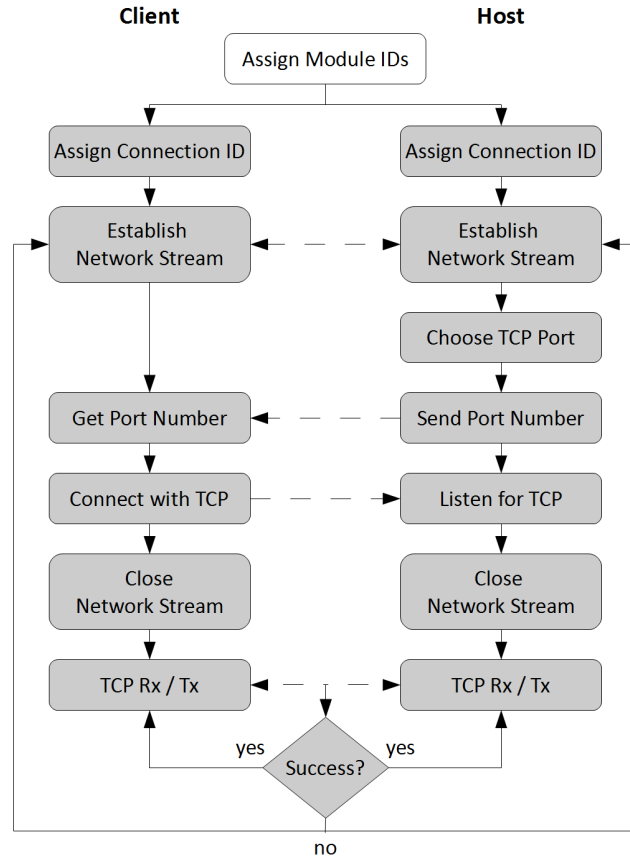 Client
Host
Assign Module IDs
Assign Connection ID
Assign Connection ID
Establish
Network Stream
Establish
Network Stream
Choose TCP Port
Get Port Number
Send Port Number
Connect with TCP
Listen for TCP
Close
Network Stream
Close
Network Stream
TCP Rx / Tx
TCP Rx / Tx
yes
yes
Success?
no